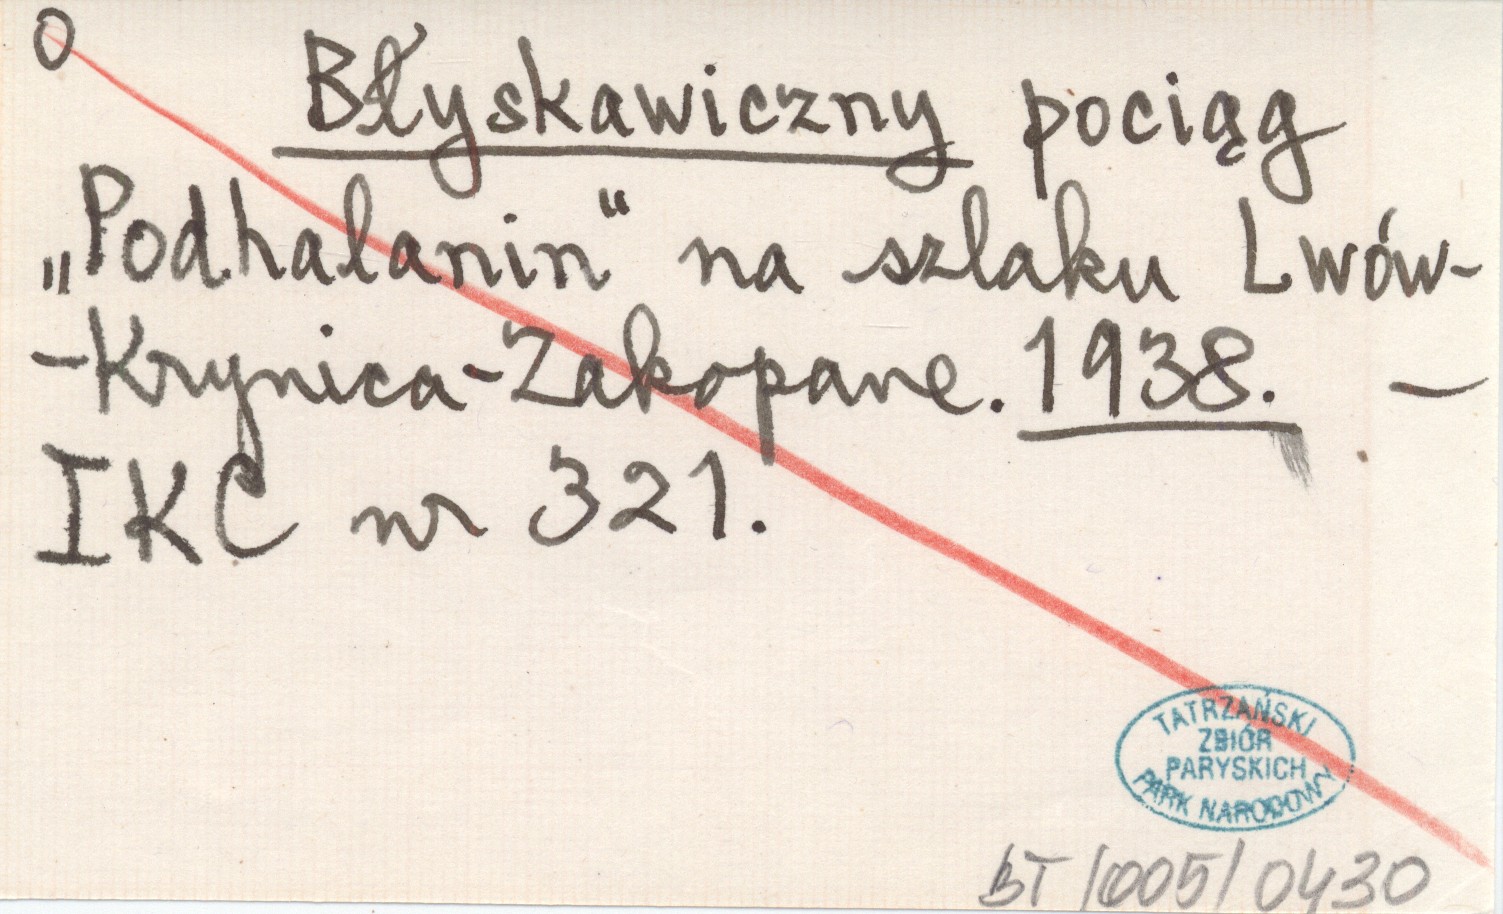 0
Błyskawiczny pociąg
„Podhalanin“ na szlaku Lwów-
-Krynica-Zakopane. 1938. —
IKC nr 321.
TATRZAŃSKI
ZBIÓR
PARYSKICH
PARK NARODOWY
BT/005/0430